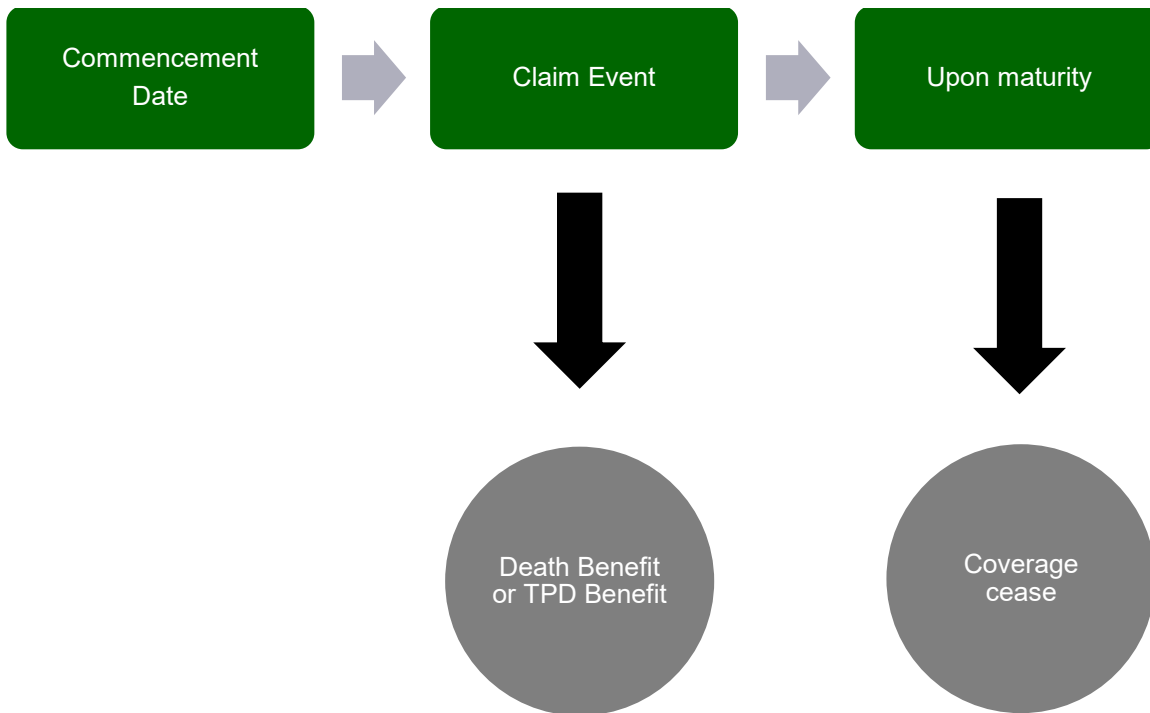 Commencement
Date
Claim Event
Upon maturity
Death Benefit
or TPD Benefit
Coverage
cease